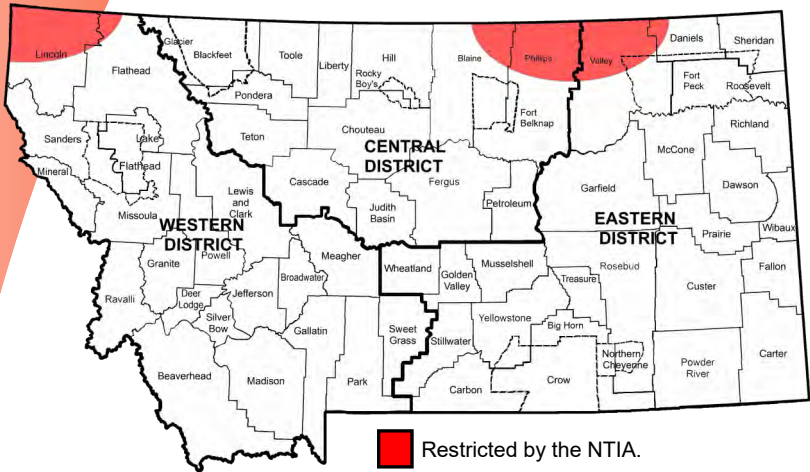 Lincoln
Flathead
Glacier
Blackfeet
Toole
Liberty
Hill
Rocky
Boy's
Blaine
Phillips
Valley
Daniels
Sheridan
Fort
Peck
Roosevelt
Pondera
Teton
Chouteau
Fort
Belknap
Richland
Sanders
Lake
Flathead
Mineral
Missoula
Lewis
and
Clark
Cascade
CENTRAL
DISTRICT
Judith
Basin
Fergus
Petroleum
Garfield
McCone
Dawson
Wibaux
Prairie
EASTERN
DISTRICT
WESTERN
DISTRICT
Powell
Granite
Ravalli
Deer
Lodge
Silver
Bow
Jefferson
Broadwater
Meagher
Wheatland
Golden
Valley
Musselshell
Treasure
Rosebud
Custer
Fallon
Beaverhead
Madison
Gallatin
Park
Sweet
Grass
Stillwater
Yellowstone
Big Horn
Carbon
Crow
Northern
Cheyenne
Powder
River
Carter
Restricted by the NTIA.